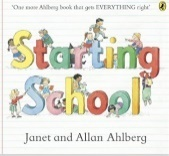 'One more Ahlberg book that gets EVERYTHING right'
Starting
School
Janet and Allan Ahlberg